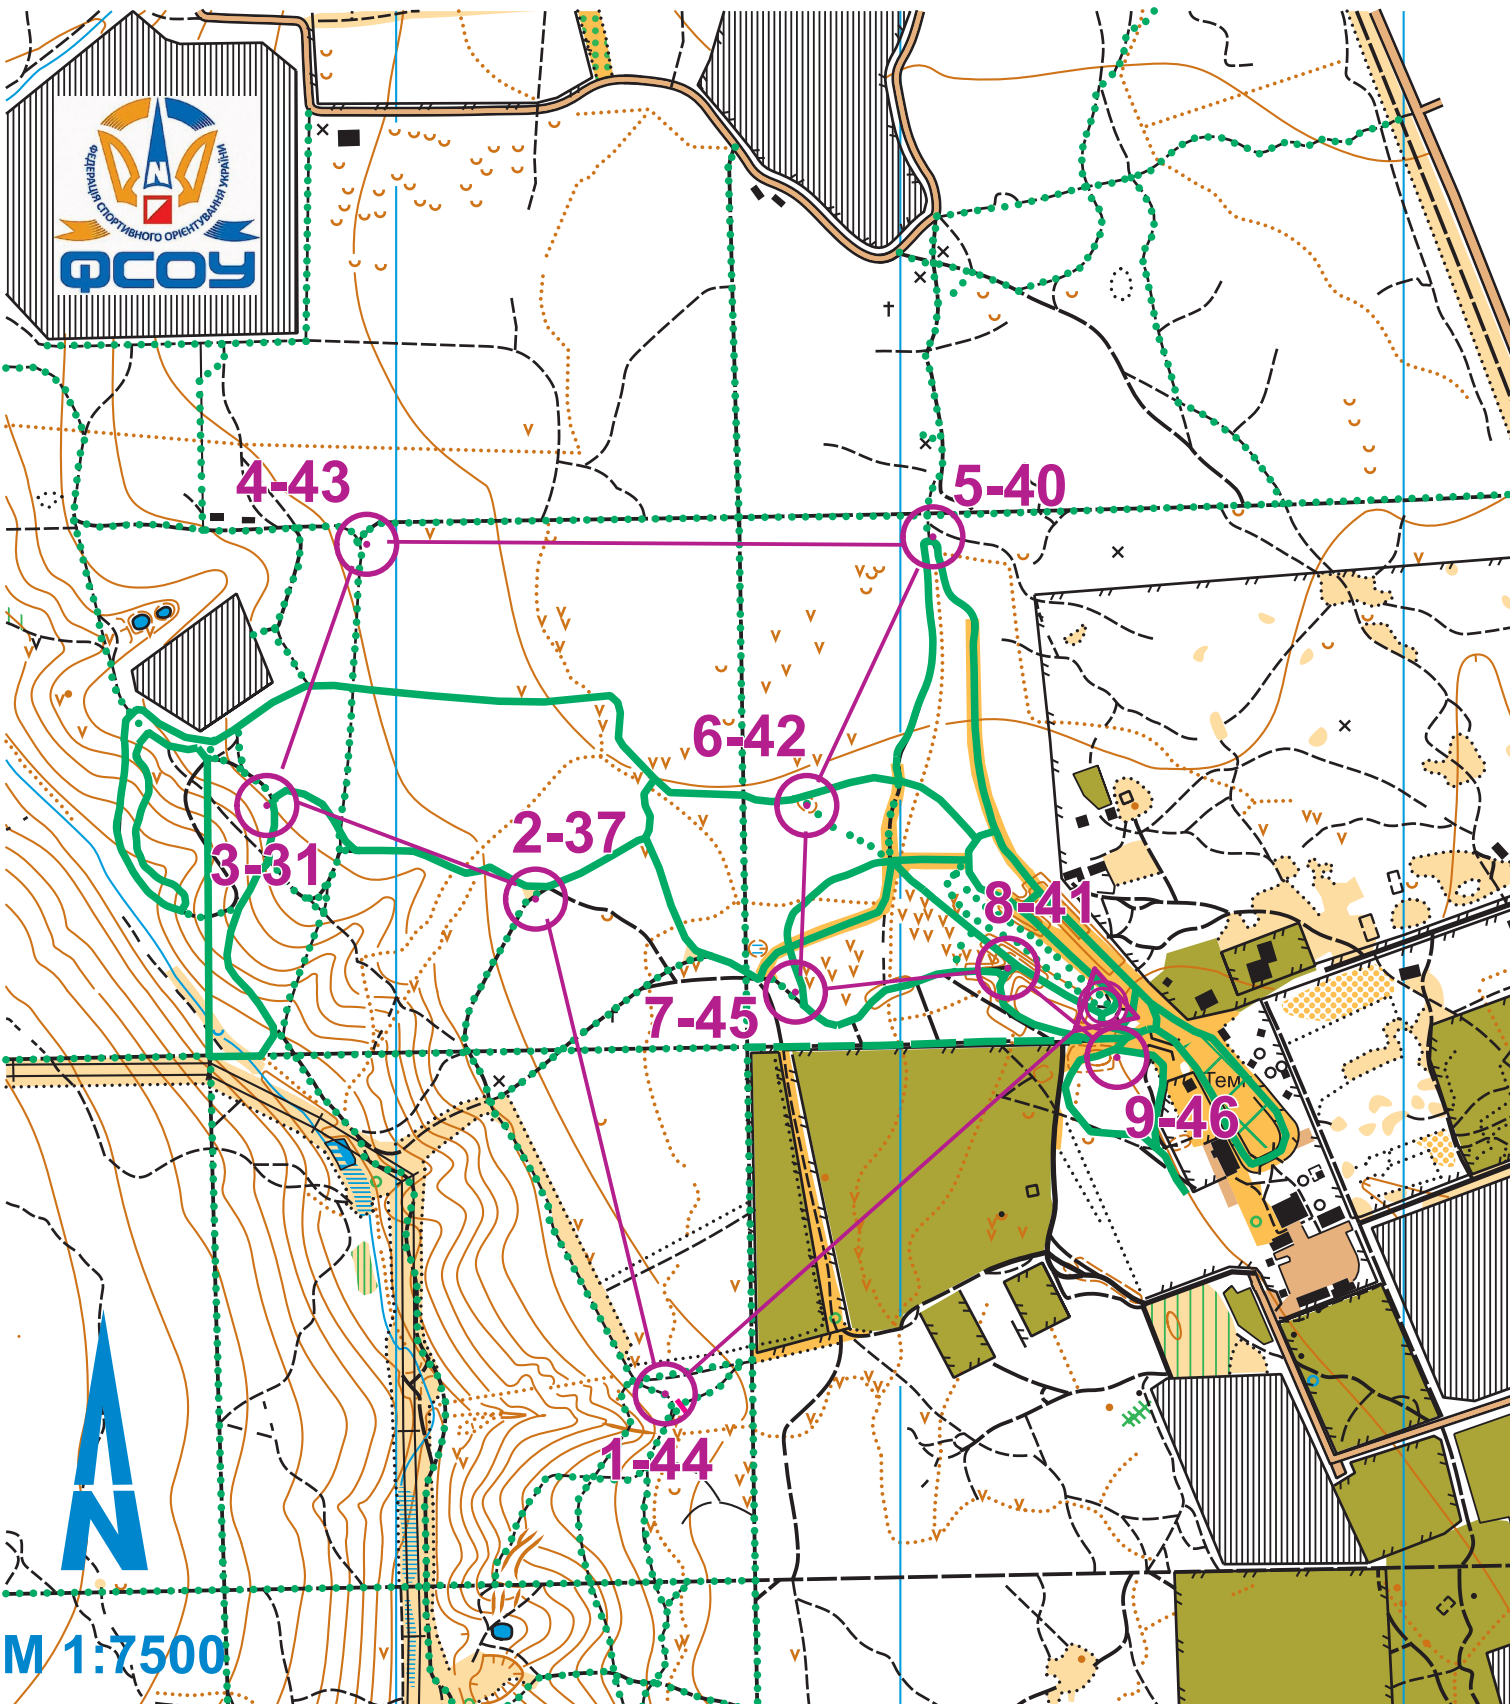 ФЕДЕРАЦІЯ СПОРТИВНОГО ОРІЄНТУВАННЯ УКРАЇНИ
N
ФСОУ
4-43
5-40
6-42
2-37
3-31
8-41
7-45
Тем
9-46
1-44
N
М 1:7500